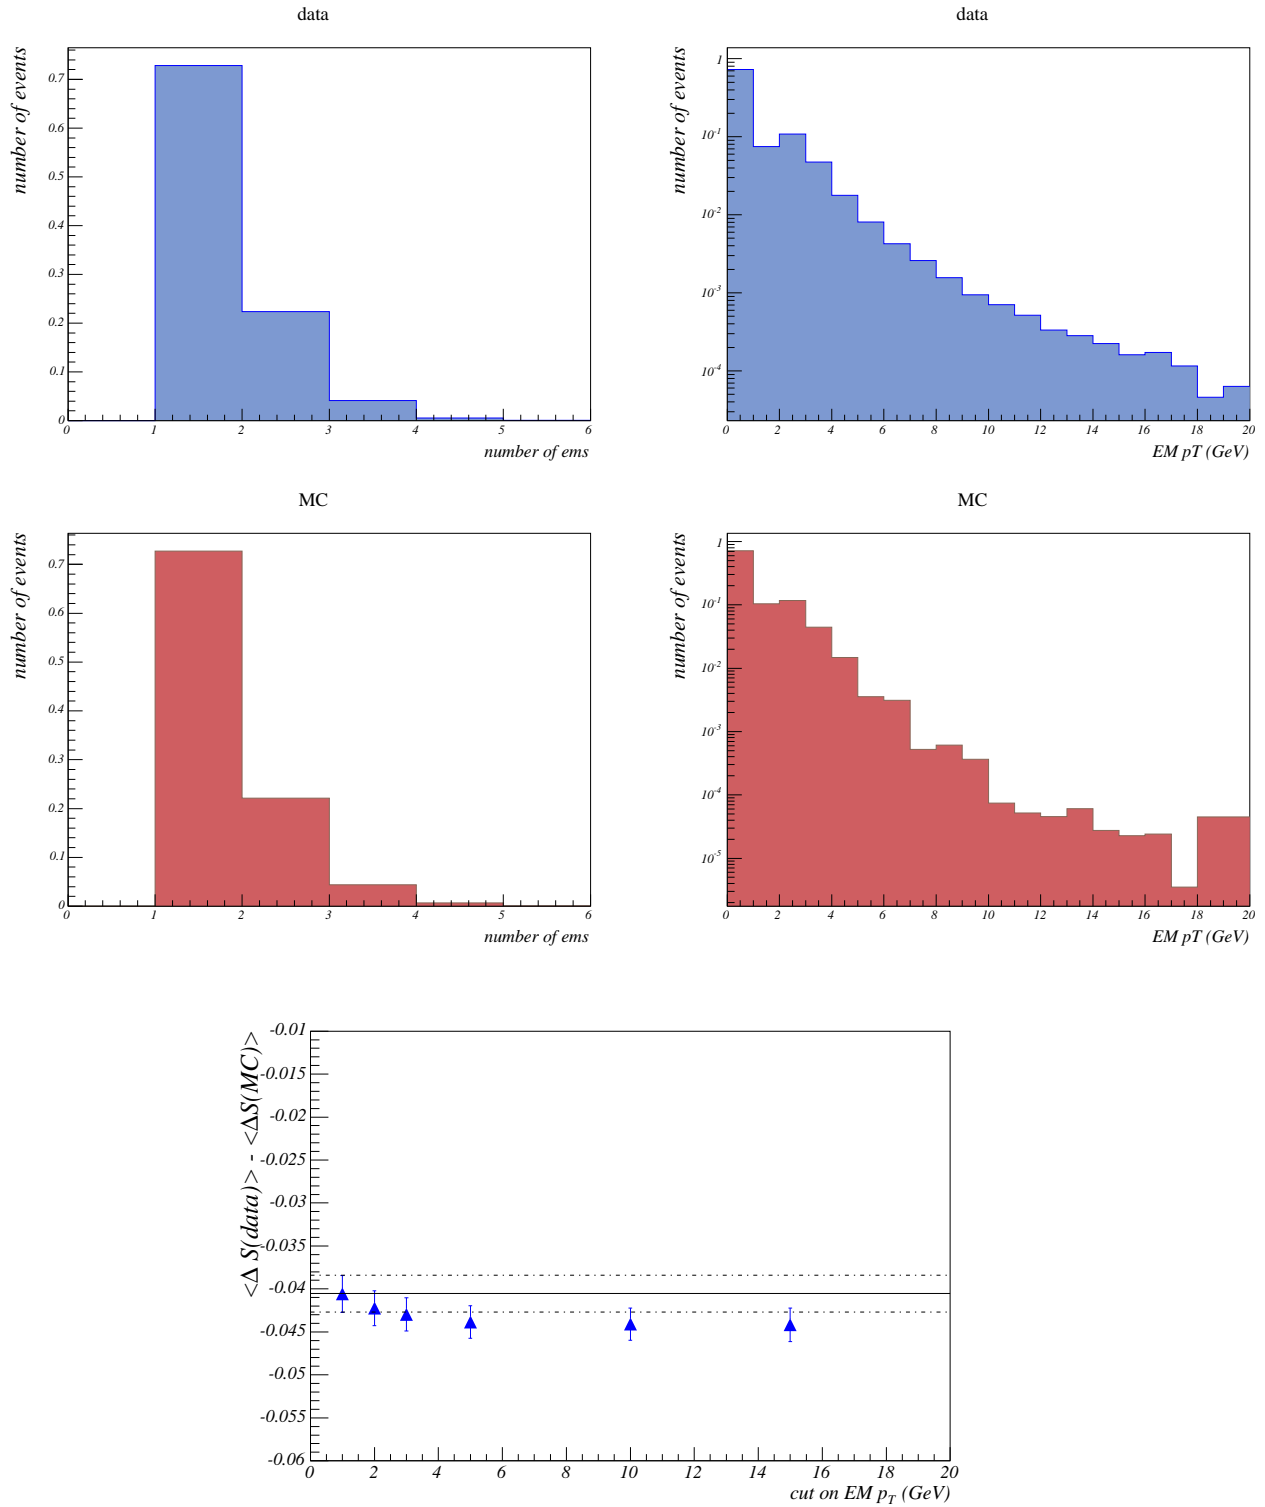 data
number of events
0.7
0.6
0.5
0.4
0.3
0.2
0.1
0
0 1 2 3 4 5 6
number of ems
data
number of events
1
10^-1
10^-2
10^-3
10^-4
0 2 4 6 8 10 12 14 16 18 20
EM pT (GeV)
MC
number of events
0.7
0.6
0.5
0.4
0.3
0.2
0.1
0
0 1 2 3 4 5 6
number of ems
MC
number of events
1
10^-1
10^-2
10^-3
10^-4
10^-5
0 2 4 6 8 10 12 14 16 18 20
EM pT (GeV)
<Δ S(data)> - <ΔS(MC)>
-0.01
-0.015
-0.02
-0.025
-0.03
-0.035
-0.04
-0.045
-0.05
-0.055
-0.06
0 2 4 6 8 10 12 14 16 18 20
cut on EM p_T (GeV)